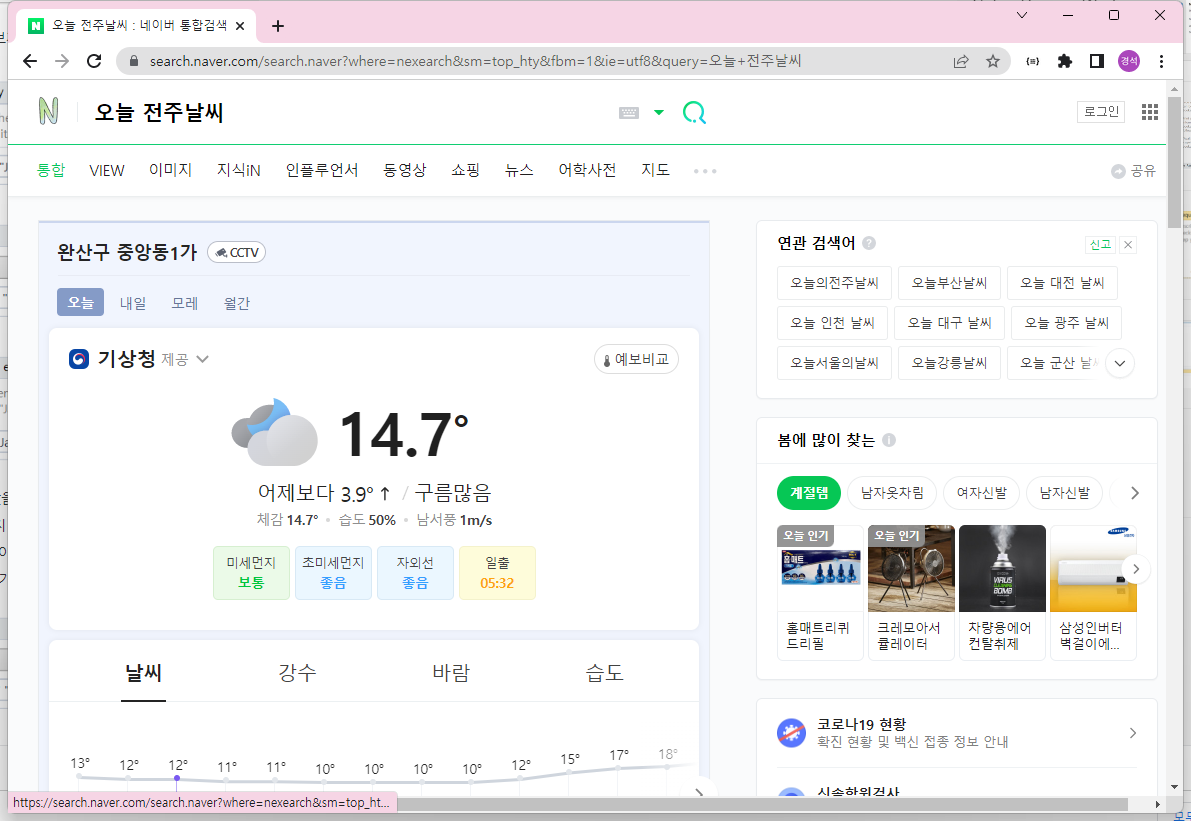 오늘 전주날씨 : 네이버 통합검색
search.naver.com/search.naver?where=nexearch&sm=top_hty&fbm=1&ie=utf8&query=오늘+전주날씨
경석
오늘 전주날씨
로그인
통합 VIEW 이미지 지식iN 인플루언서 동영상 쇼핑 뉴스 어학사전 지도
공유
완산구 중앙동1가 CCTV
오늘 내일 모레 월간
기상청 제공
예보비교
14.7°
어제보다 3.9° ↑ / 구름많음
체감 14.7° • 습도 50% • 남서풍 1m/s
미세먼지 초미세먼지 자외선 일출
보통 좋음 좋음 05:32
날씨 강수 바람 습도
13° 12° 12° 11° 11° 10° 10° 10° 10° 12° 15° 17° 18°
연관 검색어
신고
오늘의전주날씨 오늘부산날씨 오늘 대전 날씨
오늘 인천 날씨 오늘 대구 날씨 오늘 광주 날씨
오늘서울의날씨 오늘강릉날씨 오늘 군산 날씨
봄에 많이 찾는
계절템 남자옷차림 여자신발 남자신발
오늘 인기 오늘 인기
홈매트
VIRUS
BOMB
SAMSUNG
홈매트리퀴 크레모아서 차량용에어 삼성인버터
드리필 큘레이터 컨탈취제 벽걸이에...
코로나19 현황
확진 현황 및 백신 접종 정보 안내
신속항원검사
https://search.naver.com/search.naver?where=nexearch&sm=top_ht...